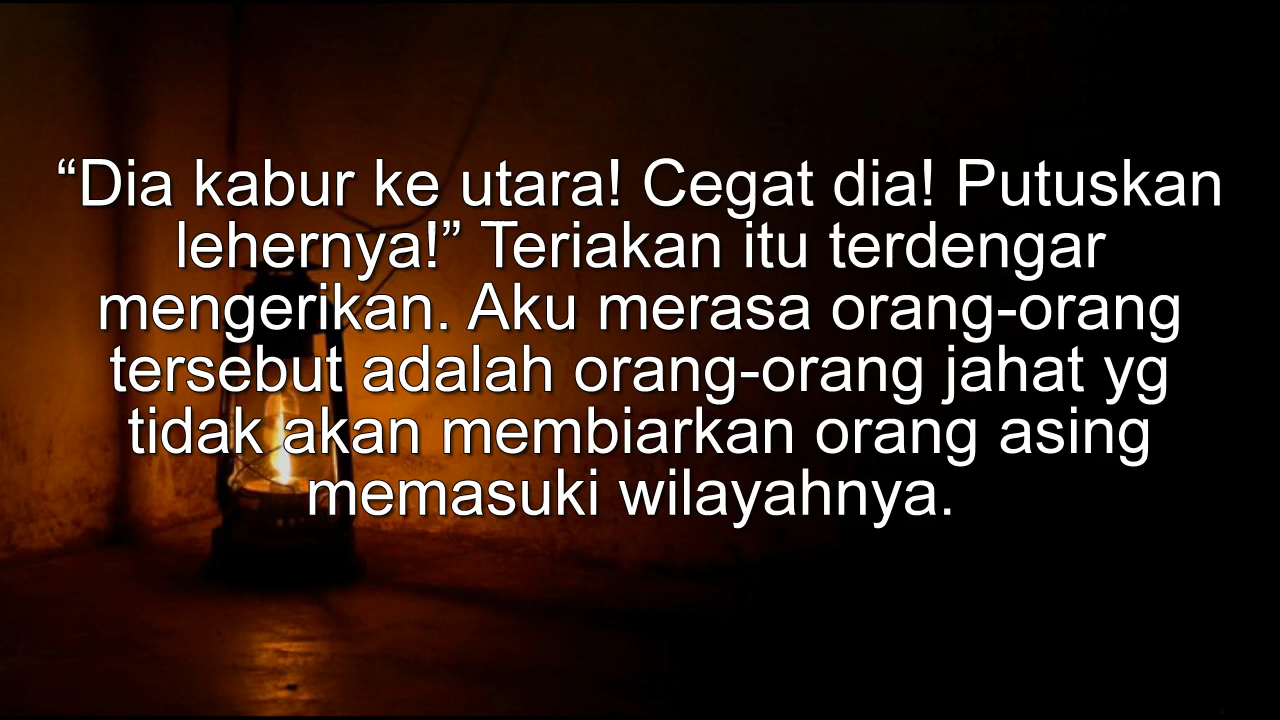 “Dia kabur ke utara! Cegat dia! Putuskan
lehernya!” Teriakan itu terdengar
mengerikan. Aku merasa orang-orang
tersebut adalah orang-orang jahat yg
tidak akan membiarkan orang asing
memasuki wilayahnya.